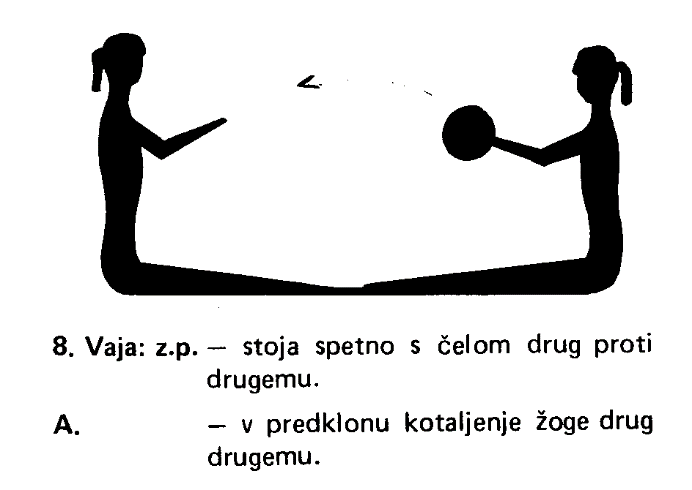 8. Vaja: z.p. — stoja spetno s čelom drug proti
drugemu.
A. — v predklonu kotaljenje žoge drug
drugemu.